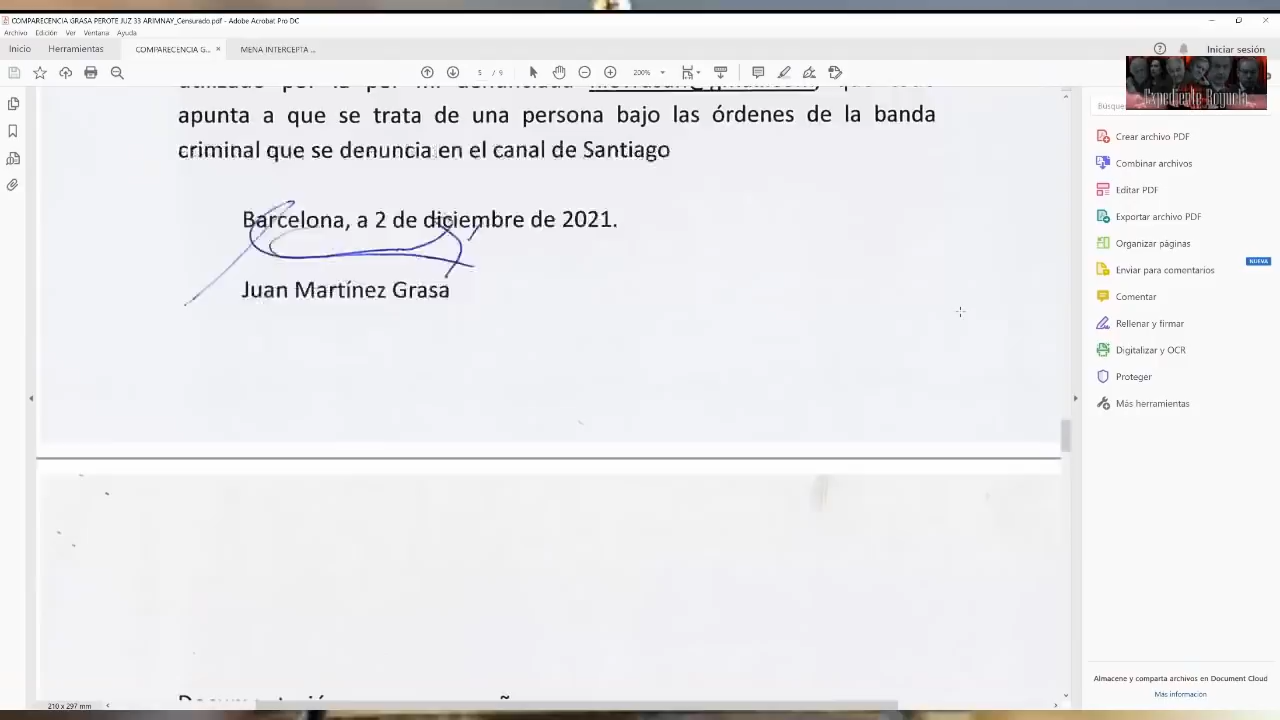 COMPARECENCIA GRASA PEROTE JUZ 33 ARIMNAY_Censurado.pdf - Adobe Acrobat Pro DC
Archivo Edición Ver Ventana Ayuda
Inicio Herramientas COMPARECENCIA G... × MENA INTERCEPTA ... Iniciar sesión
5 / 9 200%
Expediente Royuela
apunta a que se trata de una persona bajo las órdenes de la banda
criminal que se denuncia en el canal de Santiago
Barcelona, a 2 de diciembre de 2021.
Juan Martínez Grasa
Crear archivo PDF
Combinar archivos
Editar PDF
Exportar archivo PDF
Organizar páginas
Enviar para comentarios
NUEVA
Comentar
Rellenar y firmar
Digitalizar y OCR
Proteger
Más herramientas
Almacene y comparta archivos en Document Cloud
Más información
210 x 297 mm